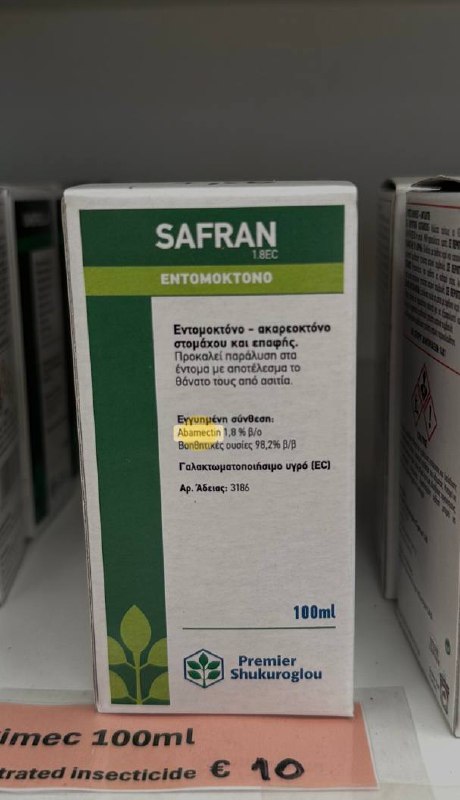 SAFRAN
1.8EC
ΕΝΤΟΜΟΚΤΟΝΟ
Εντομοκτόνο - ακαρεοκτόνο
στομάχου και επαφής.
Προκαλεί παράλυση στα
έντομα με αποτέλεσμα το
θάνατο τους από ασιτία.
Εγγυημένη σύνθεση:
Abamectin 1,8 % β/ο
Βοηθητικές ουσίες 98,2% β/β
Γαλακτωματοποιήσιμο υγρό (EC)
Αρ. Άδειας: 3186
100ml
Premier
Shukuroglou
imec 100ml
trated insecticide € 10